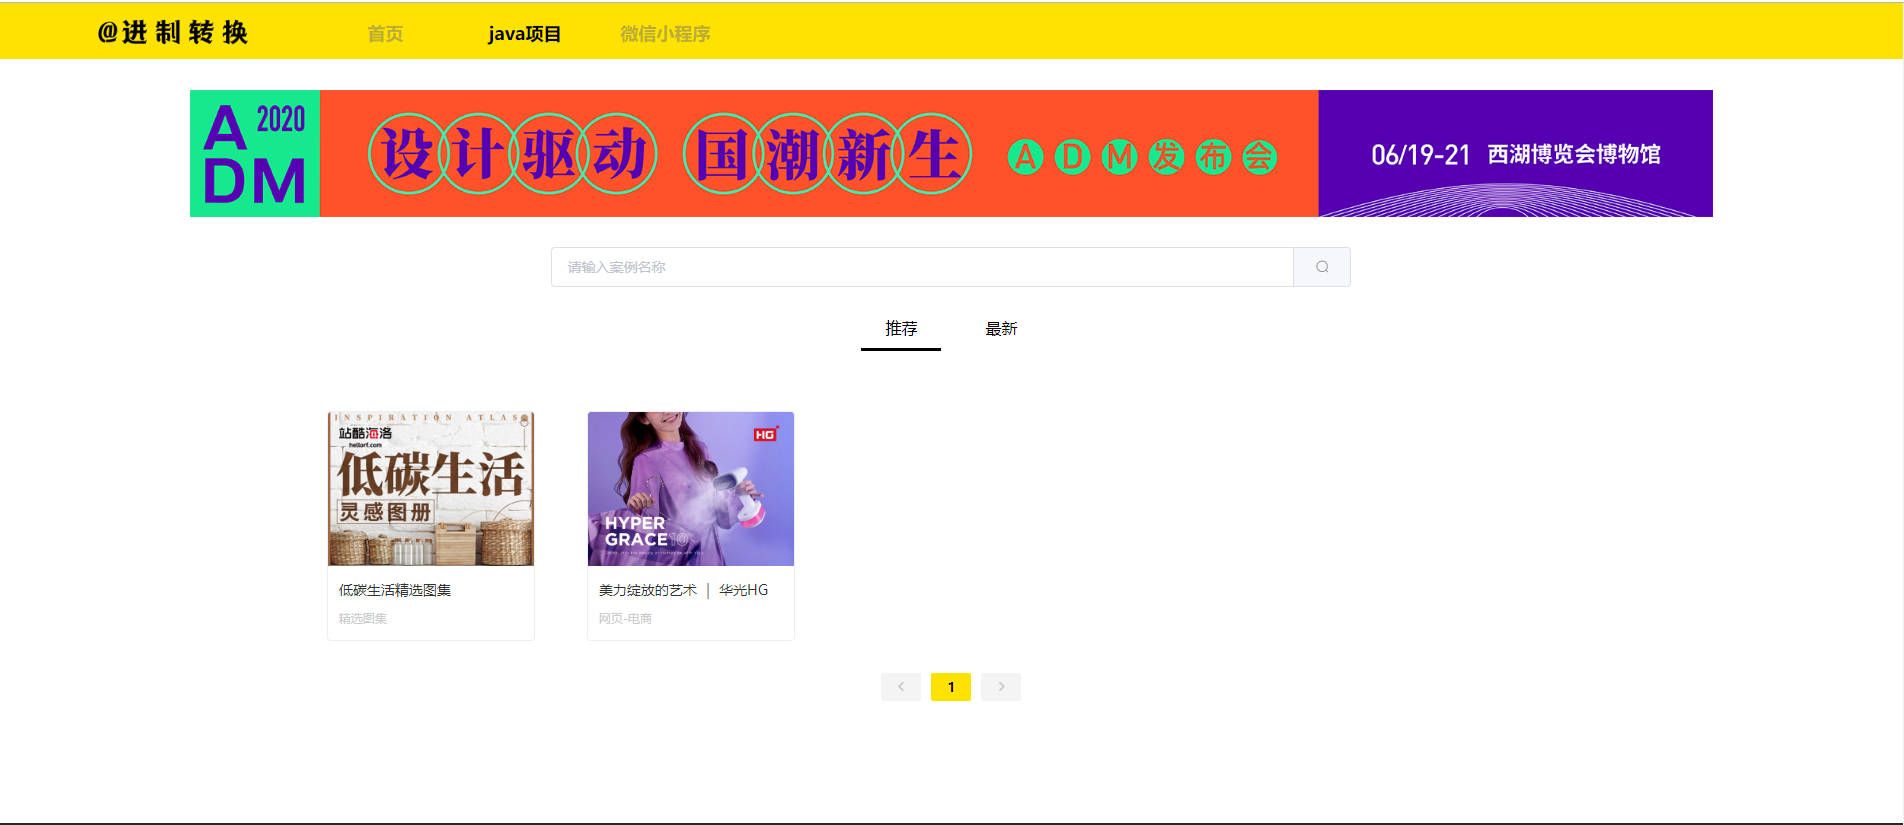 @进制转换
首页 java项目 微信小程序
A 2020
DM
设计驱动 国潮新生 ADM发布会
06/19-21 西湖博览会博物馆
请输入案例名称
推荐 最新
INSPIRATION ATLAS
站酷海洛
hellorf.com
低碳生活
灵感图册
HG
HYPER
GRACE10
低碳生活精选图集
精选图集
美力绽放的艺术 | 华光HG
网页-电商
1